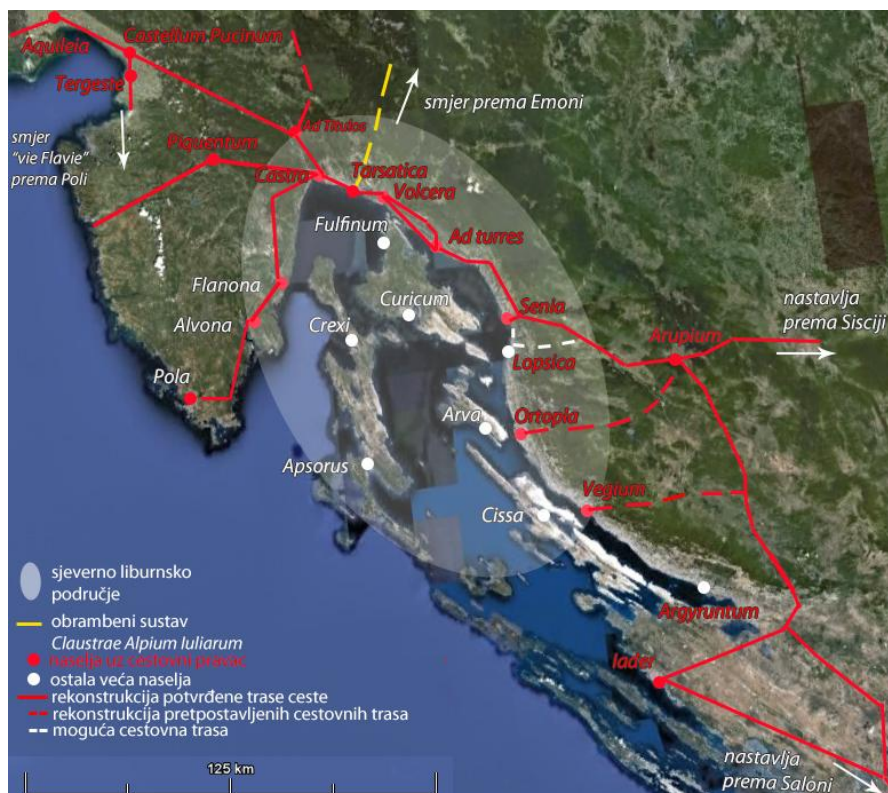 Aquileia
Castellum Pucinum
Tergeste
smjer
"vie Flavie"
prema Poli
Piquentum
Ad Titulos
smjer prema Emoni
Castra
Tarsatica
Volcera
Fulfinum
Ad turres
Flanona
Curicum
Senia
nastavlja
prema Sisciji
Alvona
Crexi
Arupium
Lopsica
Pola
Arva
Ortopla
Apsorus
Vegium
Cissa
Argyruntum
Iader
sjeverno liburnsko
područje
obrambeni sustav
Claustrae Alpium Iuliarum
naselja uz cestovni pravac
ostala veća naselja
rekonstrukcija potvrđene trase ceste
rekonstrukcija pretpostavljenih cestovnih trasa
moguća cestovna trasa
125 km
nastavlja
prema Saloni